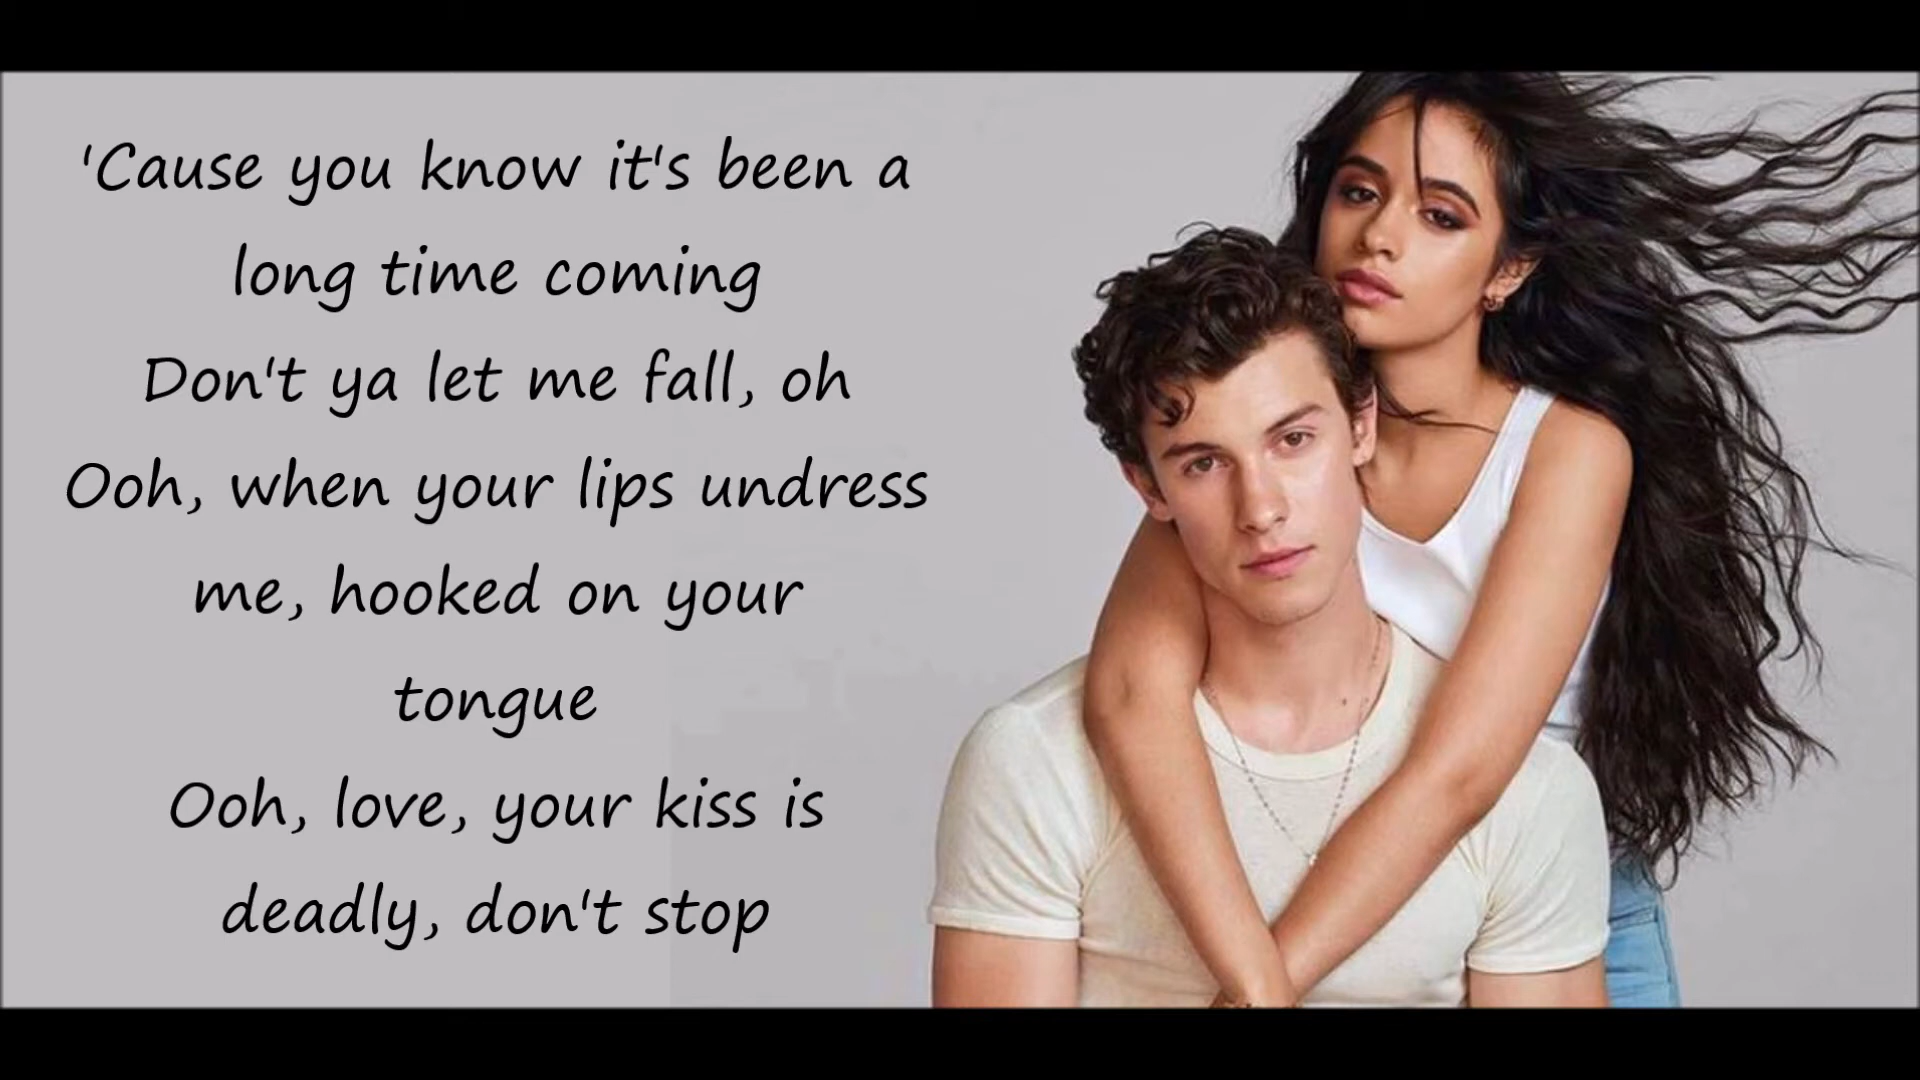 'Cause you know it's been a
long time coming
Don't ya let me fall, oh
Ooh, when your lips undress
me, hooked on your
tongue
Ooh, love, your kiss is
deadly, don't stop